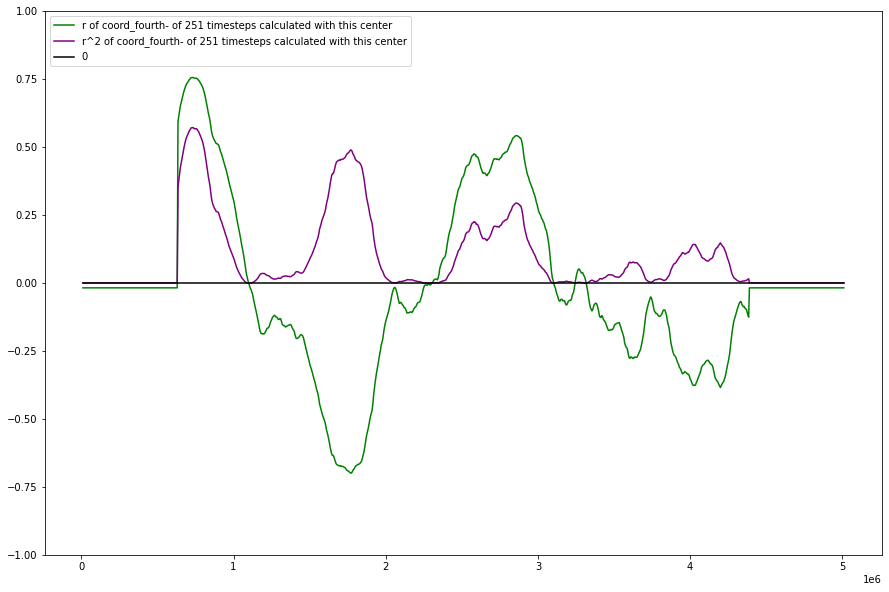 r of coord_fourth- of 251 timesteps calculated with this center
r^2 of coord_fourth- of 251 timesteps calculated with this center
0
1.00
0.75
0.50
0.25
0.00
−0.25
−0.50
−0.75
−1.00
0 1 2 3 4 5
1e6